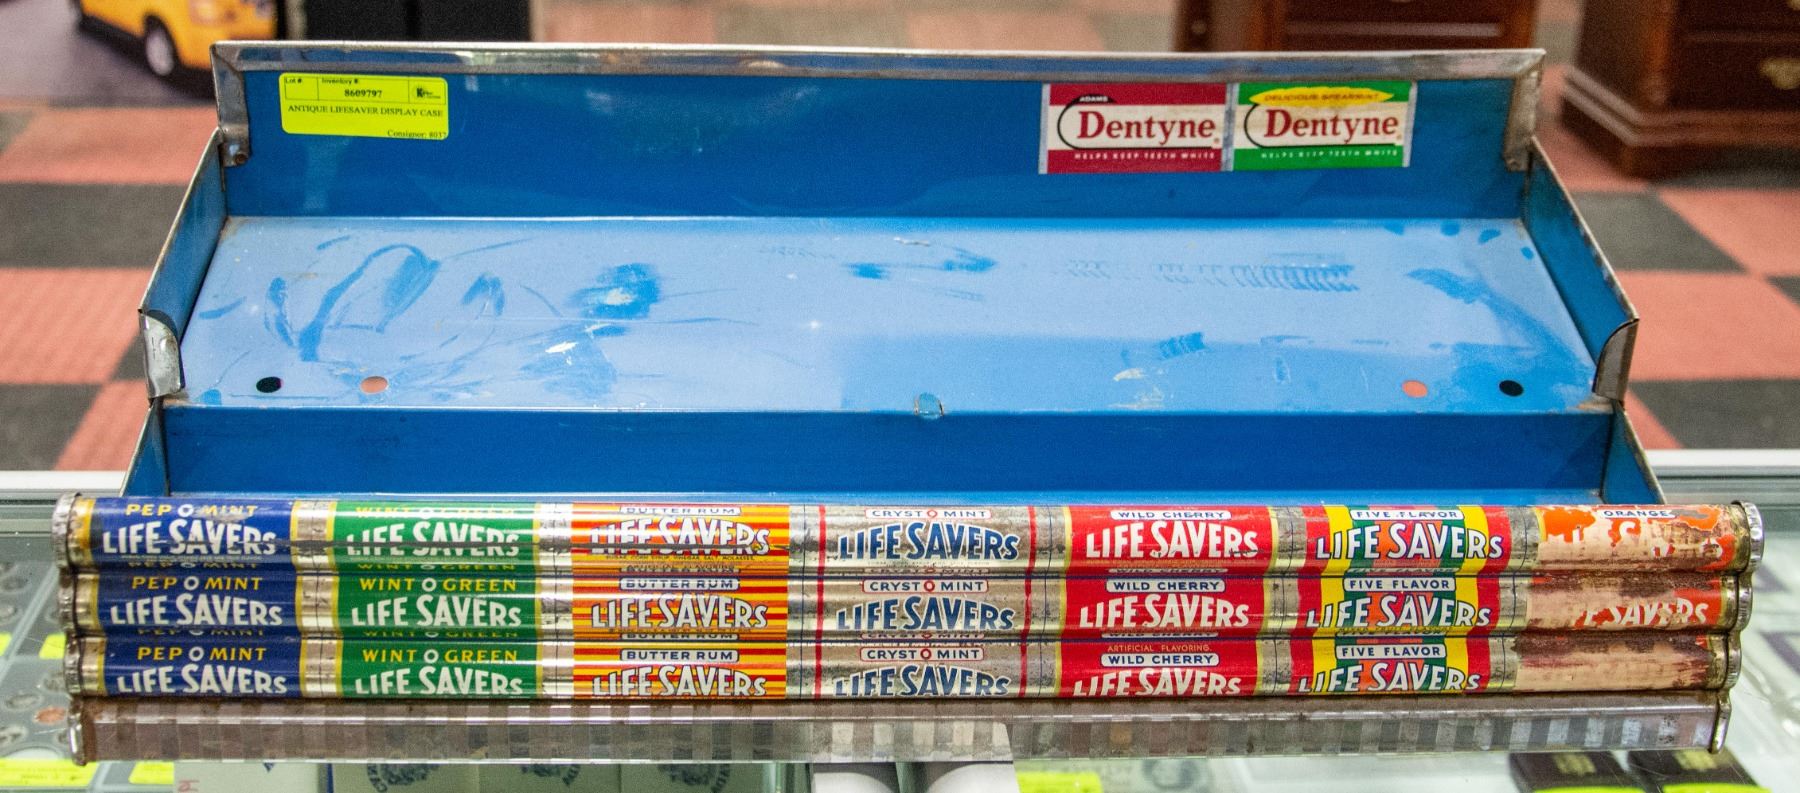 Lot # Inventory #:
8609797
ANTIQUE LIFESAVER DISPLAY CASE
Consignor: 8037
ADAMS
Dentyne
HELPS KEEP TEETH WHITE
DELICIOUS SPEARMINT
Dentyne
HELPS KEEP TEETH WHITE
PEP O MINT
LIFE SAVERS
WINT O GREEN
LIFE SAVERS
BUTTER RUM
LIFE SAVERS
CRYST O MINT
LIFE SAVERS
WILD CHERRY
LIFE SAVERS
FIVE FLAVOR
LIFE SAVERS
ORANGE
S
PEP O MINT
LIFE SAVERS
WINT O GREEN
LIFE SAVERS
BUTTER RUM
LIFE SAVERS
CRYST O MINT
LIFE SAVERS
WILD CHERRY
LIFE SAVERS
FIVE FLAVOR
LIFE SAVERS
FE SAVERS
PEP O MINT
LIFE SAVERS
WINT O GREEN
LIFE SAVERS
BUTTER RUM
LIFE SAVERS
CRYST O MINT
LIFE SAVERS
ARTIFICIAL FLAVORING
WILD CHERRY
LIFE SAVERS
FIVE FLAVOR
LIFE SAVERS